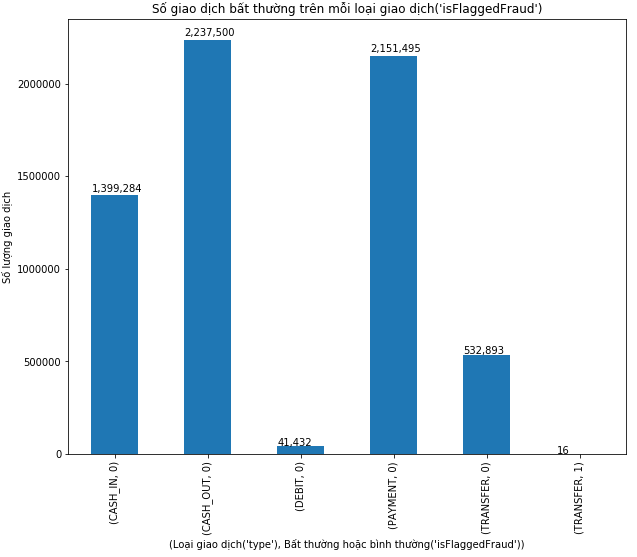 Số giao dịch bất thường trên mỗi loại giao dịch('isFlaggedFraud')
2,237,500
2,151,495
2000000
1500000
1,399,284
Số lượng giao dịch
1000000
500000
532,893
41,432
16
0
(CASH_IN, 0)
(CASH_OUT, 0)
(DEBIT, 0)
(PAYMENT, 0)
(TRANSFER, 0)
(TRANSFER, 1)
(Loại giao dịch('type'), Bất thường hoặc bình thường('isFlaggedFraud'))